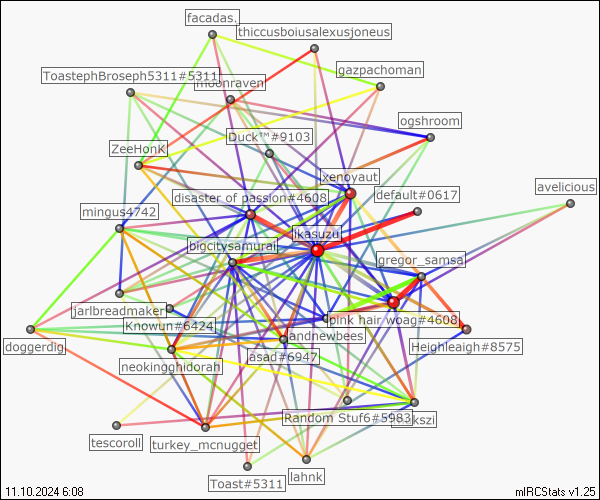 facadas.
thiccusboiusalexusjoneus
gazpachoman
ToastephBroseph5311#5311
moonraven
ogshroom
Duck™#9103
ZeeHonK
xenoyaut
disaster of passion#4608
default#0617
avelicious
mingus4742
ikasuzu
bigcitysamurai
gregor_samsa
jarlbreadmaker
Knowun#6424
pink hair woag#4608
andnewbees
doggerdig
asad#6947
Heighleaigh#8575
neokingghidorah
Random Stuf6#5983
kszi
tescoroll
turkey_mcnugget
Toast#5311
lahnk
11.10.2024 6:08
mIRCStats v1.25